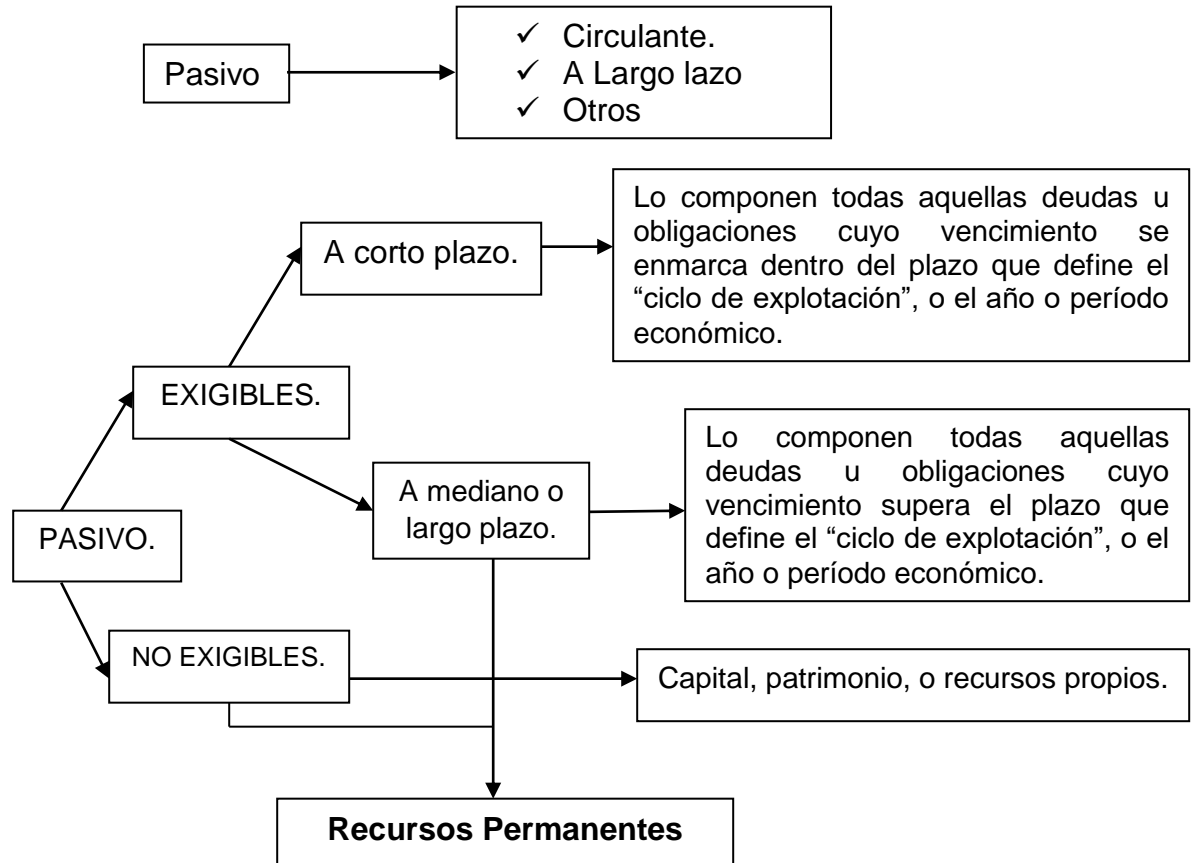 Pasivo
✓ Circulante.
✓ A Largo lazo
✓ Otros
A corto plazo.
Lo componen todas aquellas deudas u
obligaciones cuyo vencimiento se
enmarca dentro del plazo que define el
“ciclo de explotación”, o el año o período
económico.
EXIGIBLES.
A mediano o
largo plazo.
Lo componen todas aquellas
deudas u obligaciones cuyo
vencimiento supera el plazo que
define el “ciclo de explotación”, o el
año o período económico.
PASIVO.
NO EXIGIBLES.
Capital, patrimonio, o recursos propios.
Recursos Permanentes